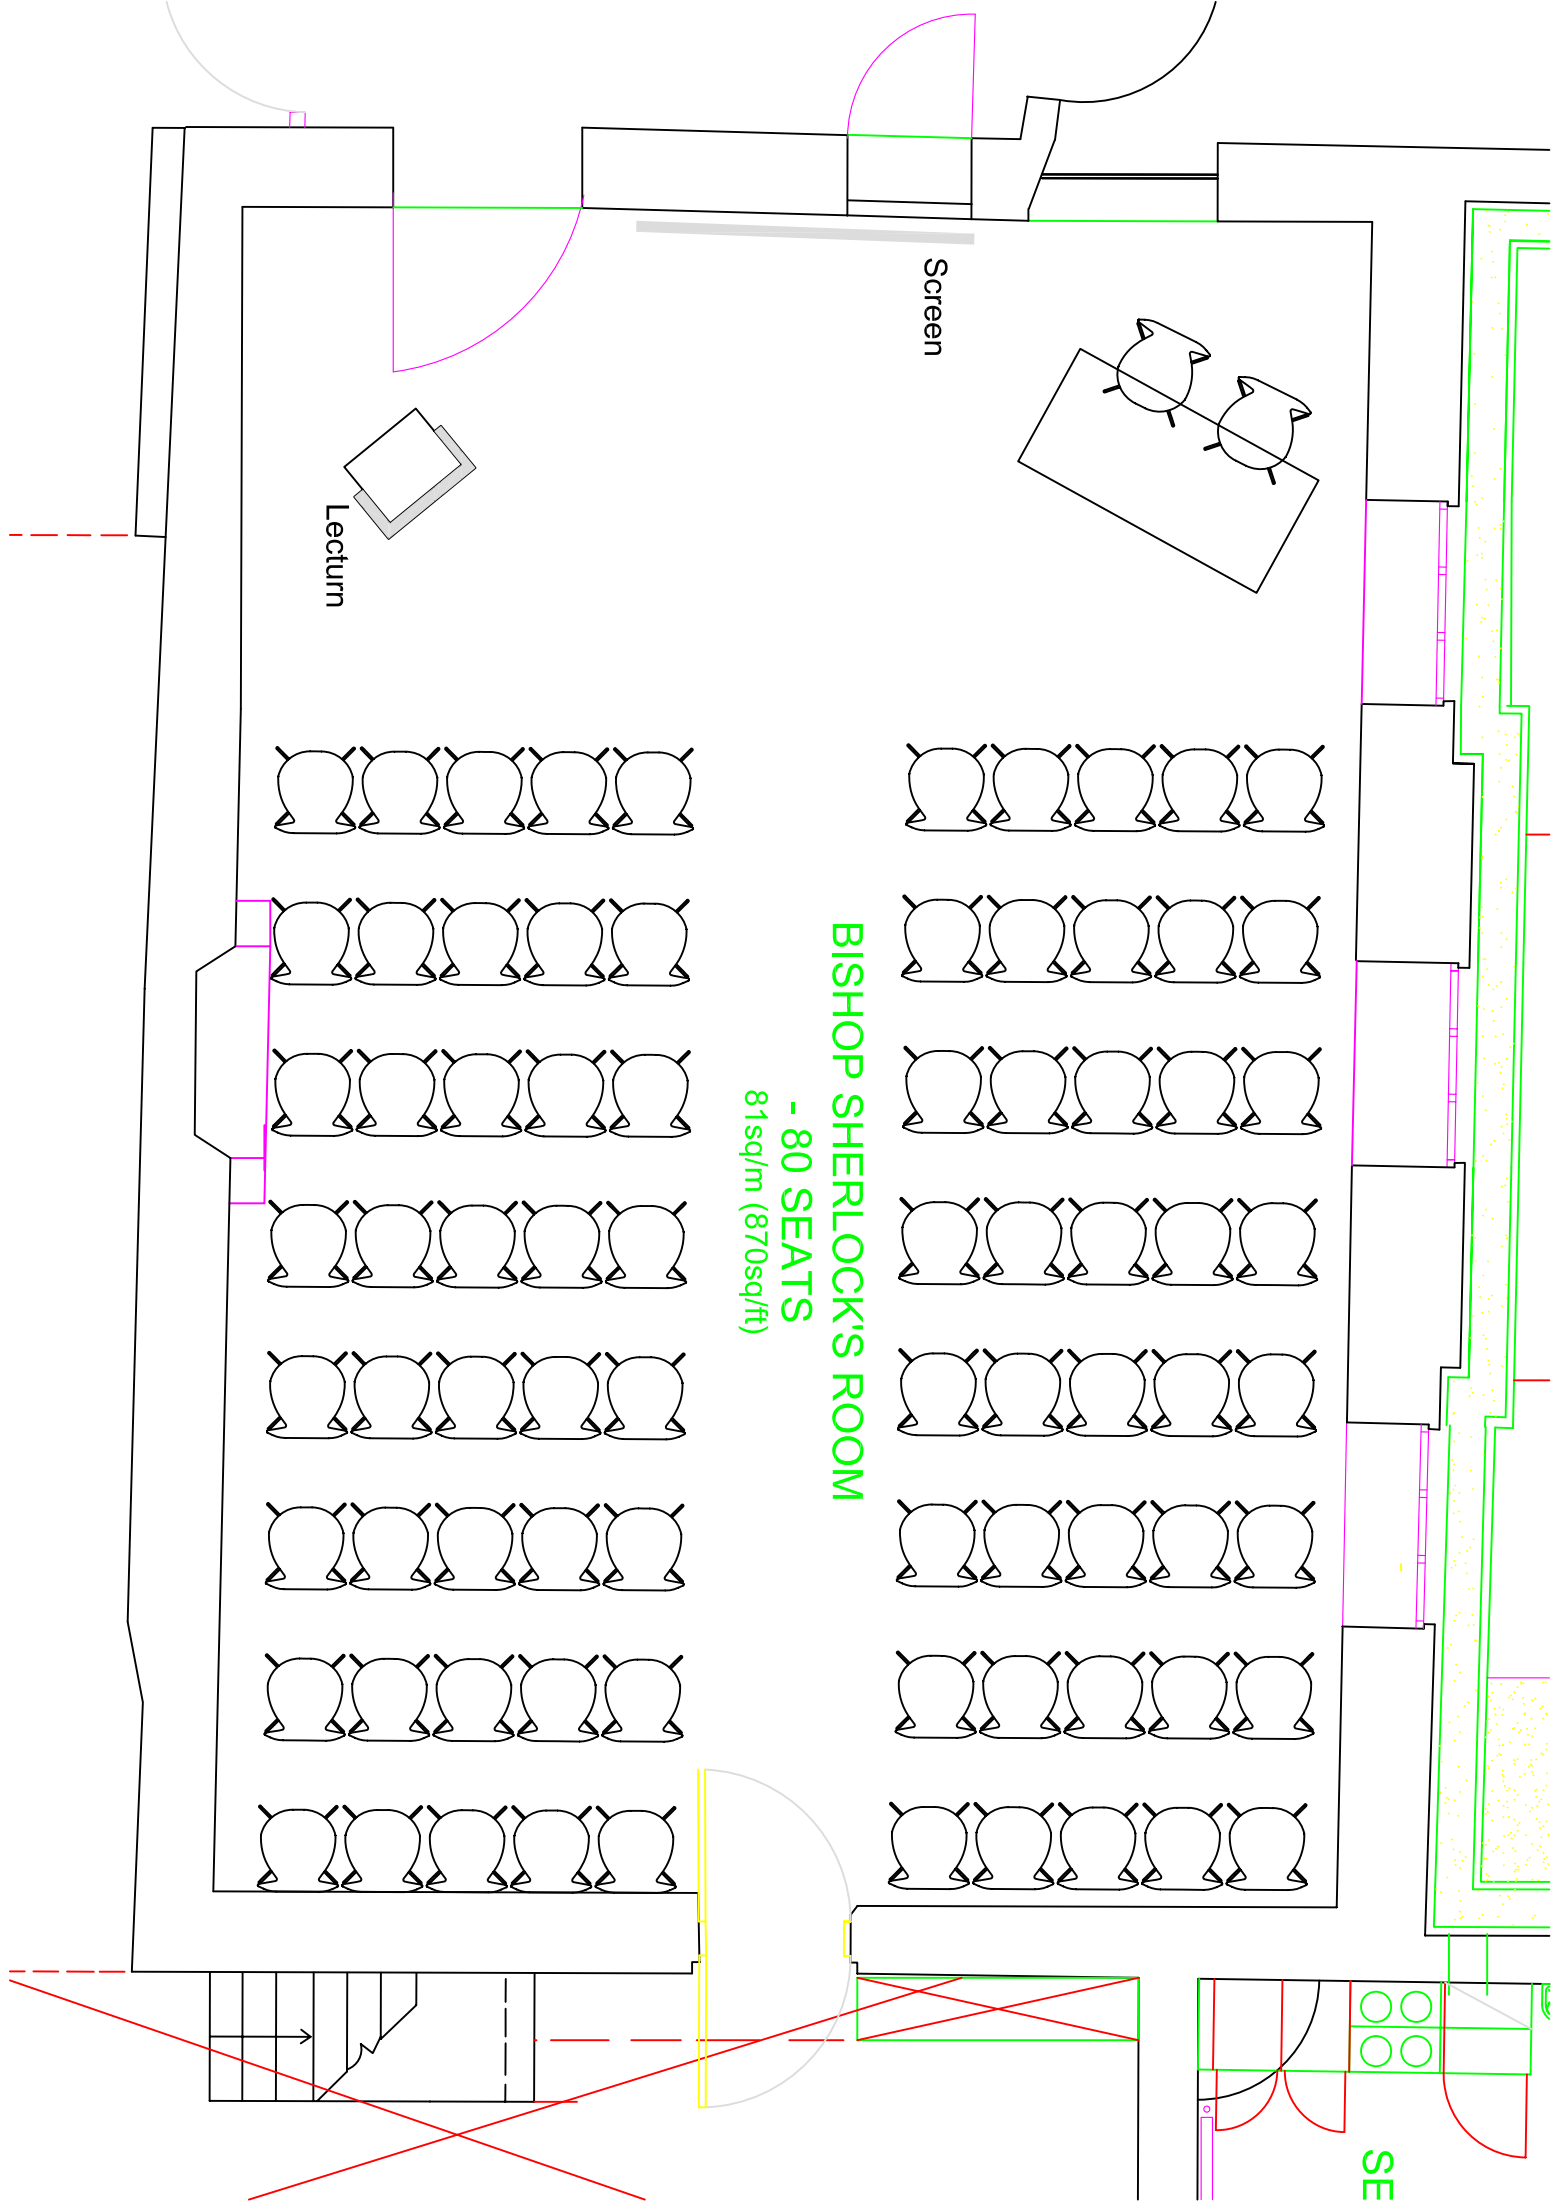 Screen
Lecturn
BISHOP SHERLOCK'S ROOM
- 80 SEATS
81sq/m (870sq/ft)
SE